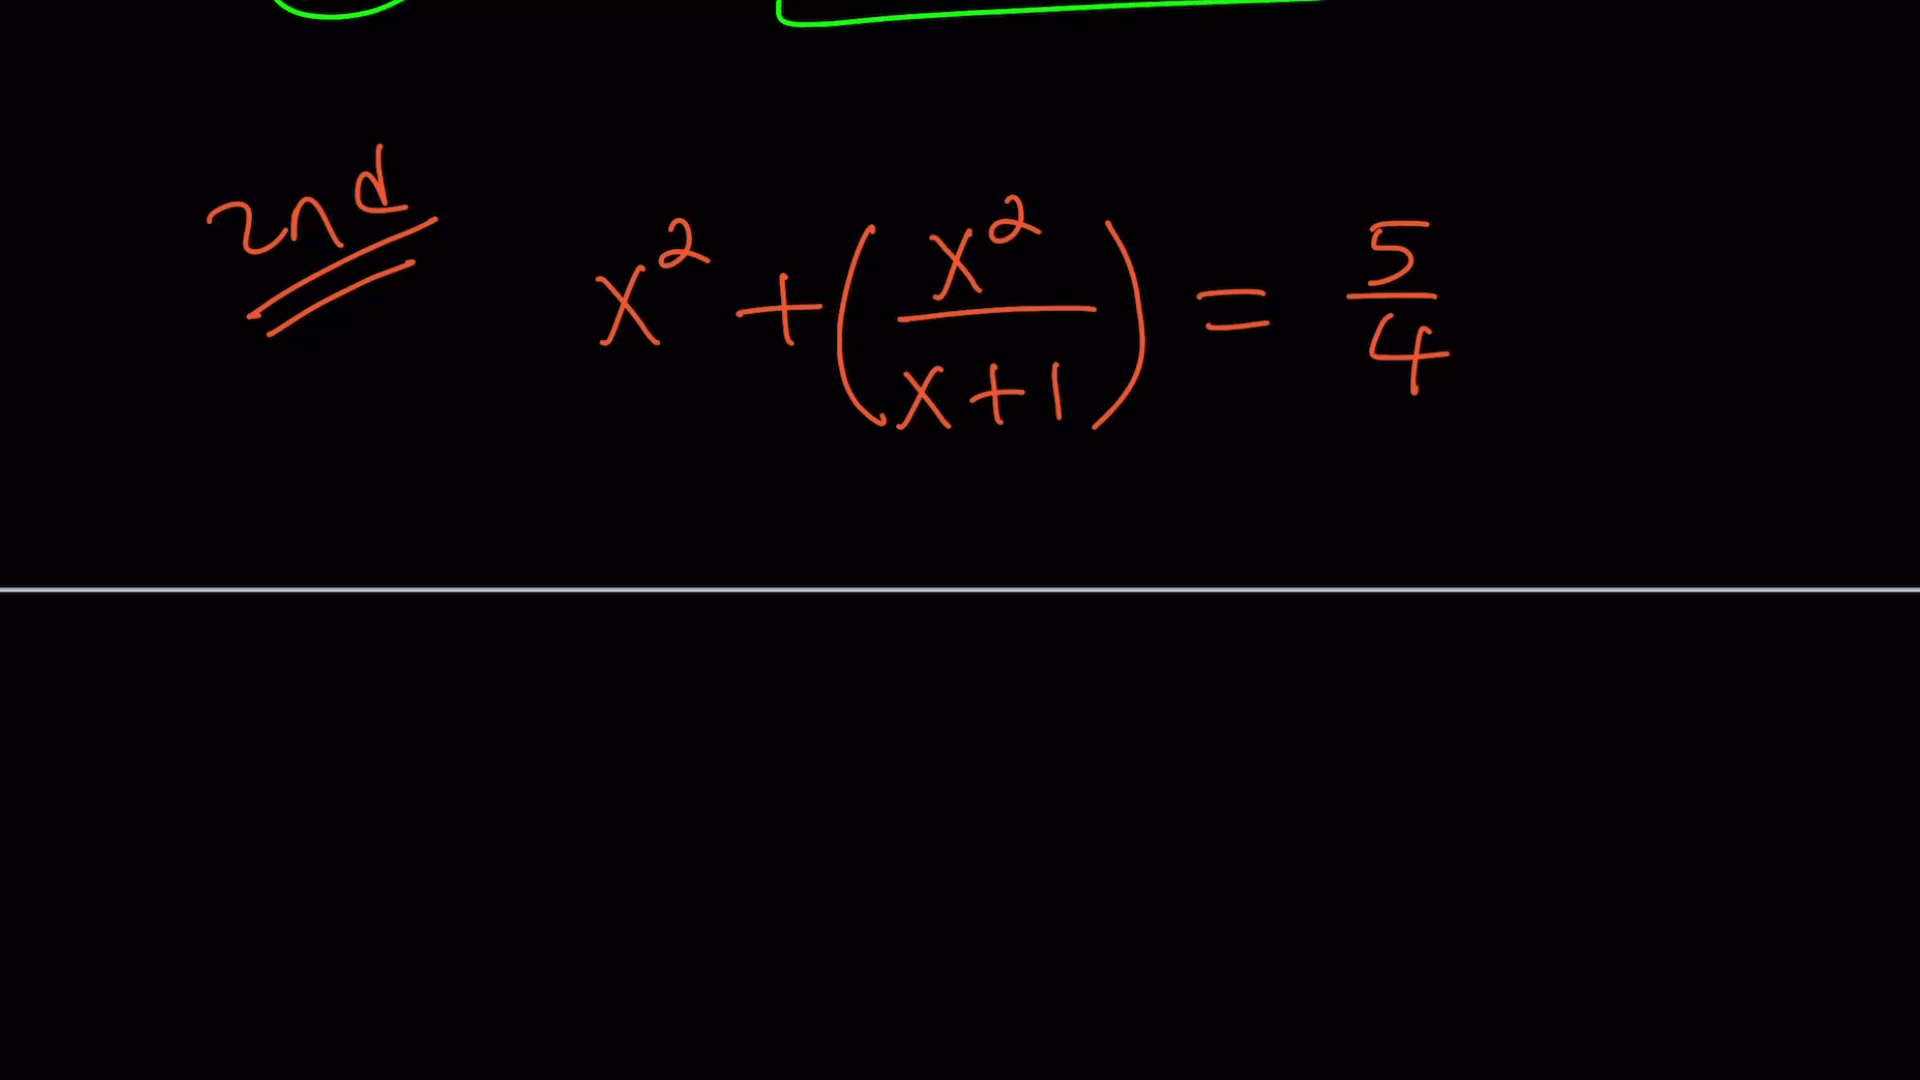 2nd
x² + (x²/(x+1)) = 5/4